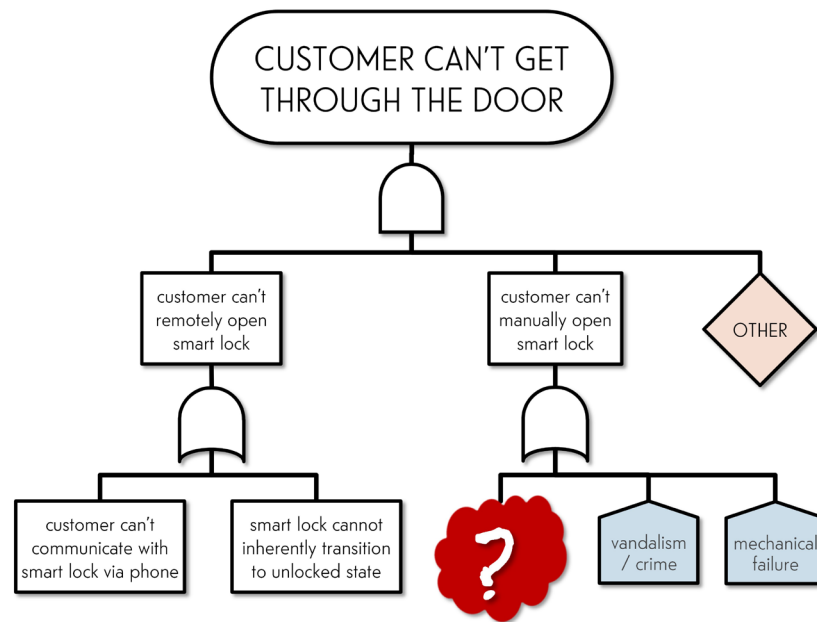 CUSTOMER CAN'T GET
THROUGH THE DOOR
customer can't
remotely open
smart lock
customer can't
manually open
smart lock
OTHER
customer can't
communicate with
smart lock via phone
smart lock cannot
inherently transition
to unlocked state
?
vandalism
/ crime
mechanical
failure